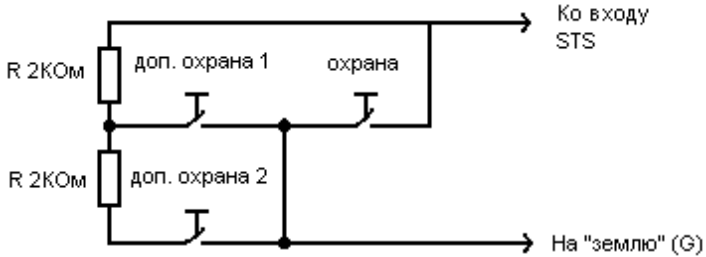 Ко входу
STS
доп. охрана 1
охрана
R 2КОм
R 2КОм
доп. охрана 2
На "землю" (G)